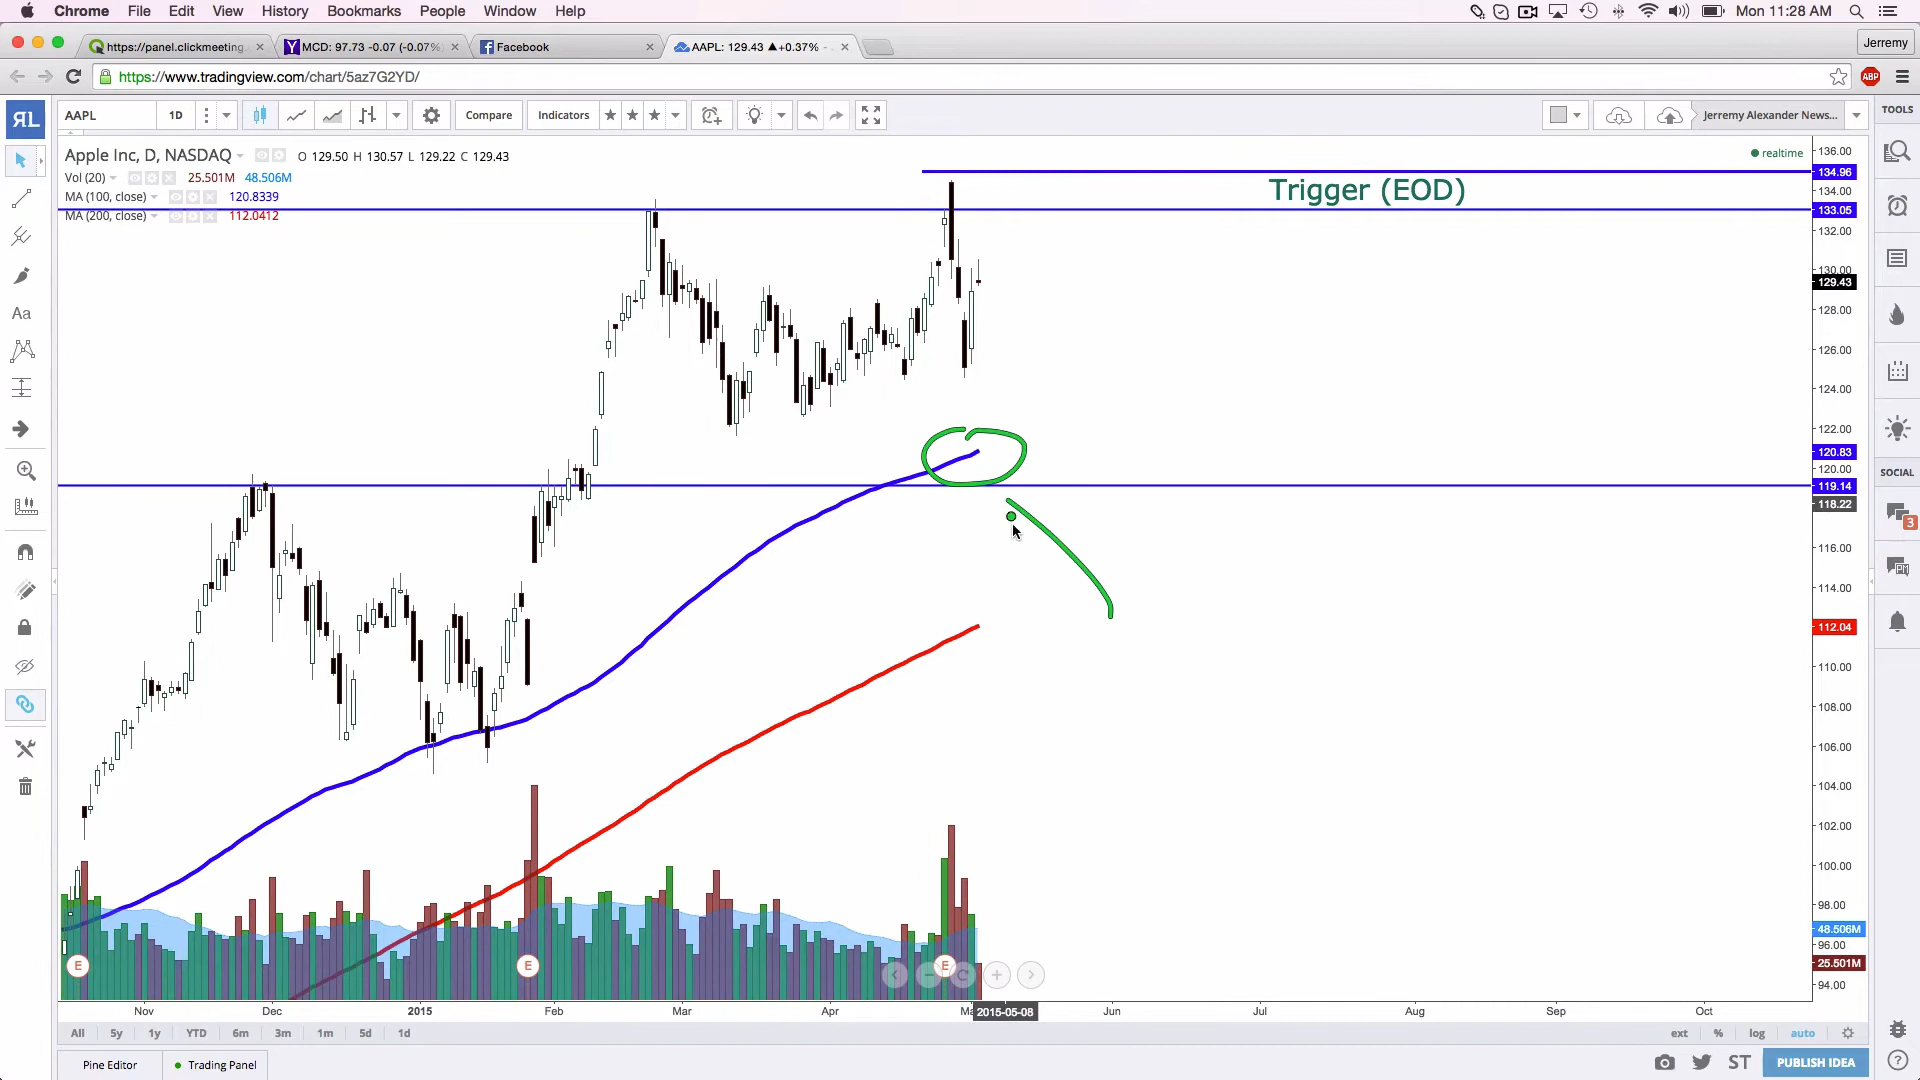 Chrome File Edit View History Bookmarks People Window Help Mon 11:28 AM
https://panel.clickmeeting. MCD: 97.73 -0.07 (-0.07% Facebook AAPL: 129.43 ▲+0.37% - Jerremy
https://www.tradingview.com/chart/5az7G2YD/ ABP
AAPL 1D Compare Indicators Jerremy Alexander News... TOOLS
Apple Inc, D, NASDAQ O 129.50 H 130.57 L 129.22 C 129.43 realtime
Vol (20) 25.501M 48.506M
MA (100, close) 120.8339
MA (200, close) 112.0412
Trigger (EOD)
136.00
134.96
134.00
133.05
132.00
130.00
129.43
128.00
126.00
124.00
122.00
120.83
120.00
119.14
118.22
116.00
114.00
112.04
110.00
108.00
106.00
104.00
102.00
100.00
98.00
48.506M
96.00
25.501M
94.00
Aa
SOCIAL
3
E E E
Nov Dec 2015 Feb Mar Apr Ma 2015-05-08 Jun Jul Aug Sep Oct
All 5y 1y YTD 6m 3m 1m 5d 1d ext % log auto
Pine Editor Trading Panel ST PUBLISH IDEA